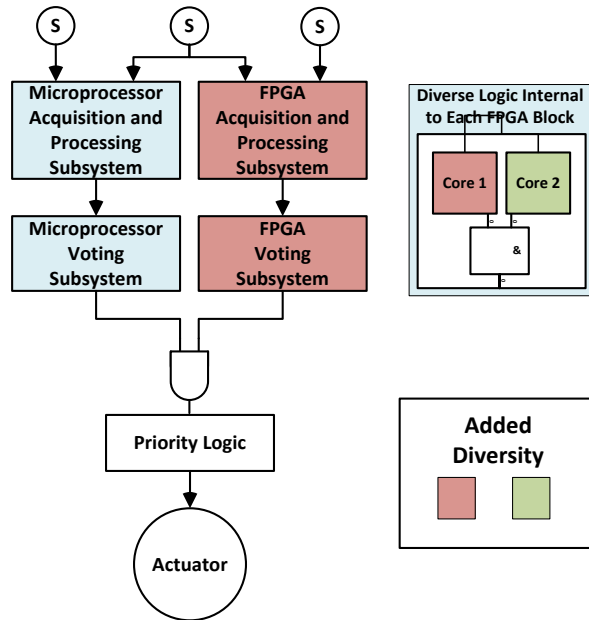 S
S
S
Microprocessor
Acquisition and
Processing
Subsystem
FPGA
Acquisition and
Processing
Subsystem
Microprocessor
Voting
Subsystem
FPGA
Voting
Subsystem
Priority Logic
Actuator
Diverse Logic Internal
to Each FPGA Block
Core 1
Core 2
&
Added
Diversity